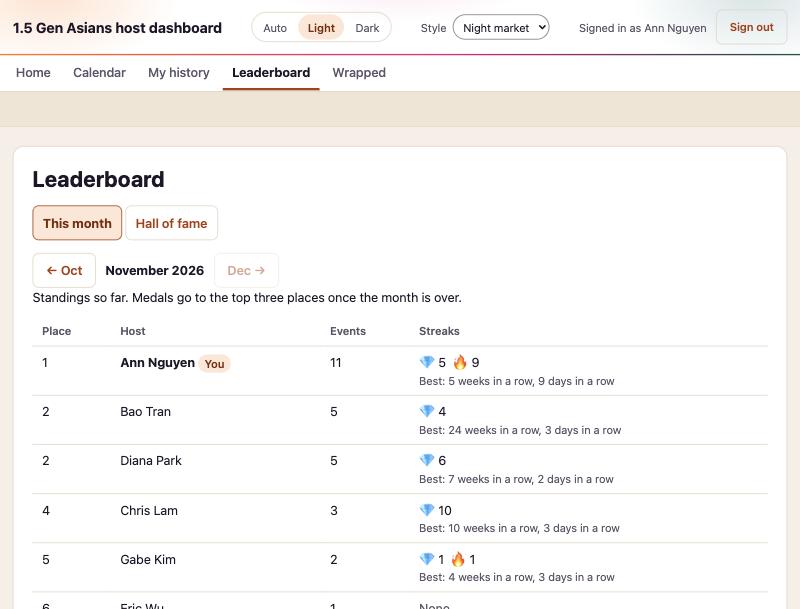 1.5 Gen Asians host dashboard
Auto Light Dark
Style Night market
Signed in as Ann Nguyen
Sign out
Home Calendar My history Leaderboard Wrapped
Leaderboard
This month Hall of fame
← Oct November 2026 Dec →
Standings so far. Medals go to the top three places once the month is over.
Place Host Events Streaks
1 Ann Nguyen You 11 💎 5 🔥 9
Best: 5 weeks in a row, 9 days in a row
2 Bao Tran 5 💎 4
Best: 24 weeks in a row, 3 days in a row
2 Diana Park 5 💎 6
Best: 7 weeks in a row, 2 days in a row
4 Chris Lam 3 💎 10
Best: 10 weeks in a row, 3 days in a row
5 Gabe Kim 2 💎 1 🔥 1
Best: 4 weeks in a row, 3 days in a row
6 Eric Wu 1 None